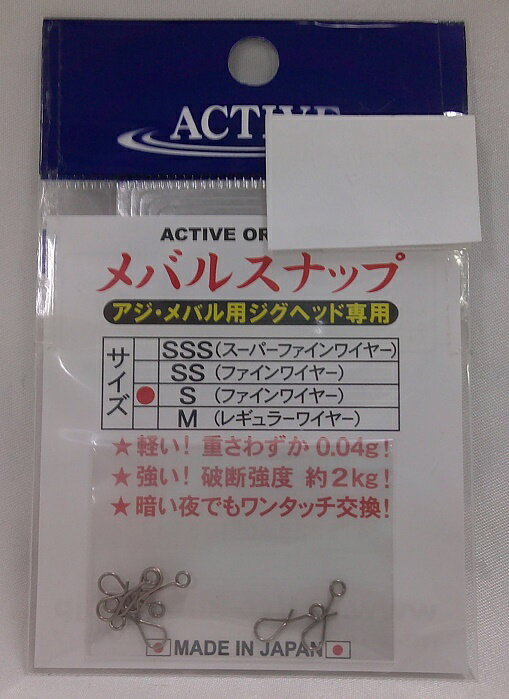 ACTIVE
ACTIVE
メバルスナップ
アジ・メバル用ジグヘッド専用
サイズ
SSS(スーパーファインワイヤー)
SS(ファインワイヤー)
● S(ファインワイヤー)
M(レギュラーワイヤー)
★軽い! 重さわずか 0.04g!
★強い! 破断強度 約2kg!
★暗い夜でもワンタッチ交換!
MADE IN JAPAN